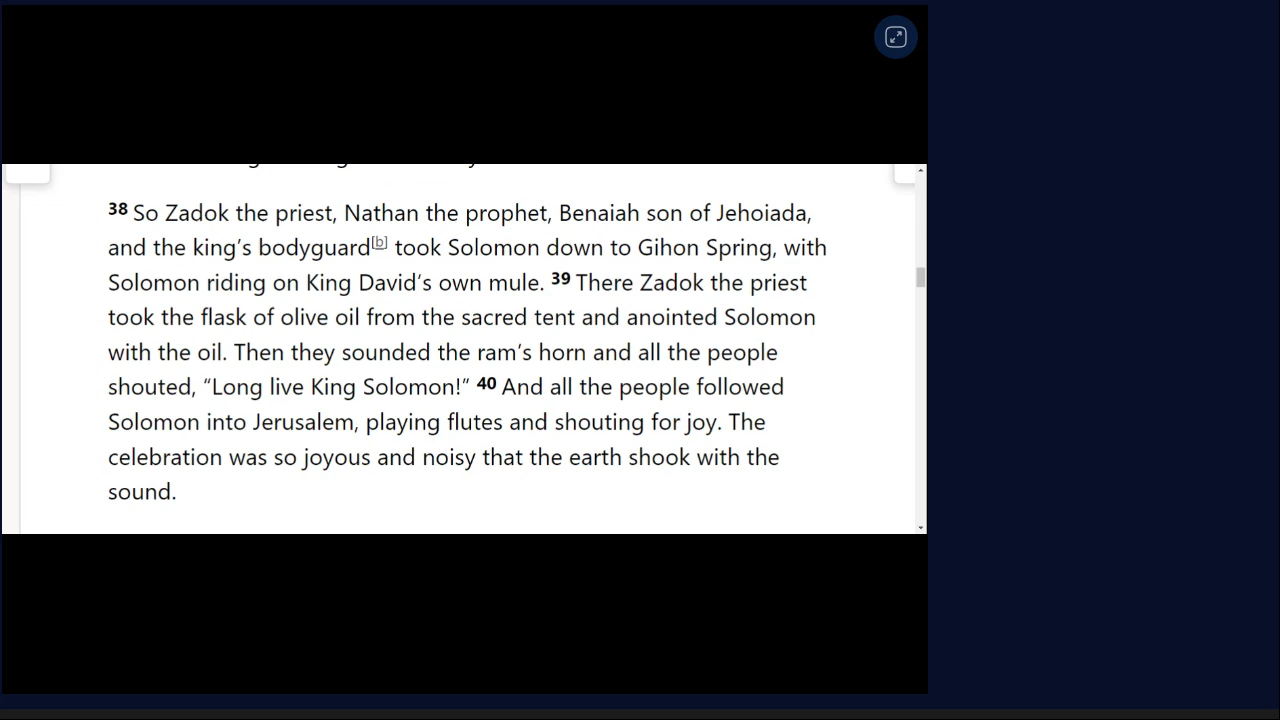 38 So Zadok the priest, Nathan the prophet, Benaiah son of Jehoiada,
and the king’s bodyguard[b] took Solomon down to Gihon Spring, with
Solomon riding on King David’s own mule. 39 There Zadok the priest
took the flask of olive oil from the sacred tent and anointed Solomon
with the oil. Then they sounded the ram’s horn and all the people
shouted, “Long live King Solomon!” 40 And all the people followed
Solomon into Jerusalem, playing flutes and shouting for joy. The
celebration was so joyous and noisy that the earth shook with the
sound.